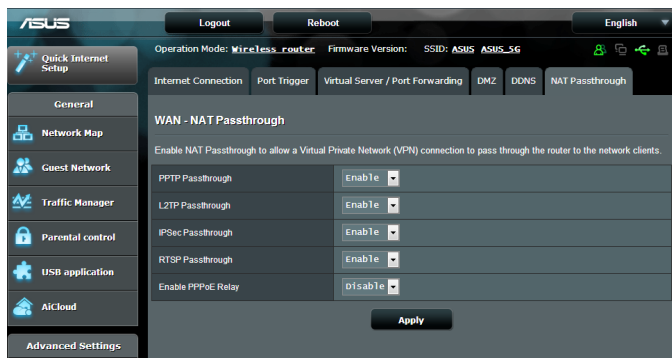 ASUS
Logout
Reboot
English
Quick Internet
Setup
Operation Mode: Wireless router Firmware Version: SSID: ASUS ASUS_5G
Internet Connection
Port Trigger
Virtual Server / Port Forwarding
DMZ
DDNS
NAT Passthrough
General
Network Map
Guest Network
Traffic Manager
Parental control
USB application
AiCloud
Advanced Settings
WAN - NAT Passthrough
Enable NAT Passthrough to allow a Virtual Private Network (VPN) connection to pass through the router to the network clients.
PPTP Passthrough Enable
L2TP Passthrough Enable
IPSec Passthrough Enable
RTSP Passthrough Enable
Enable PPPoE Relay Disable
Apply